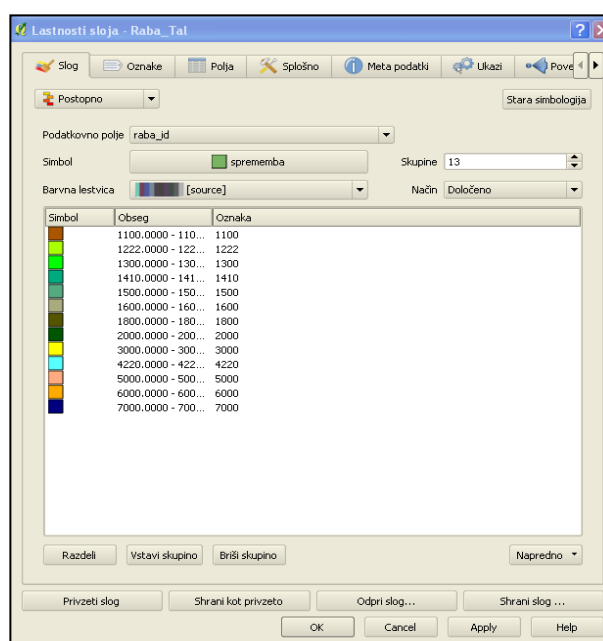 Lastnosti sloja - Raba_Tal
Slog Oznake Polja Splošno Meta podatki Ukazi Pove
Postopno Stara simbologija
Podatkovno polje raba_id
Simbol sprememba Skupine 13
Barvna lestvica [source] Način Določeno
Simbol Obseg Oznaka
1100.0000 - 110... 1100
1222.0000 - 122... 1222
1300.0000 - 130... 1300
1410.0000 - 141... 1410
1500.0000 - 150... 1500
1600.0000 - 160... 1600
1800.0000 - 180... 1800
2000.0000 - 200... 2000
3000.0000 - 300... 3000
4220.0000 - 422... 4220
5000.0000 - 500... 5000
6000.0000 - 600... 6000
7000.0000 - 700... 7000
Razdeli Vstavi skupino Briši skupino Napredno
Privzeti slog Shrani kot privzeto Odpri slog... Shrani slog ...
OK Cancel Apply Help